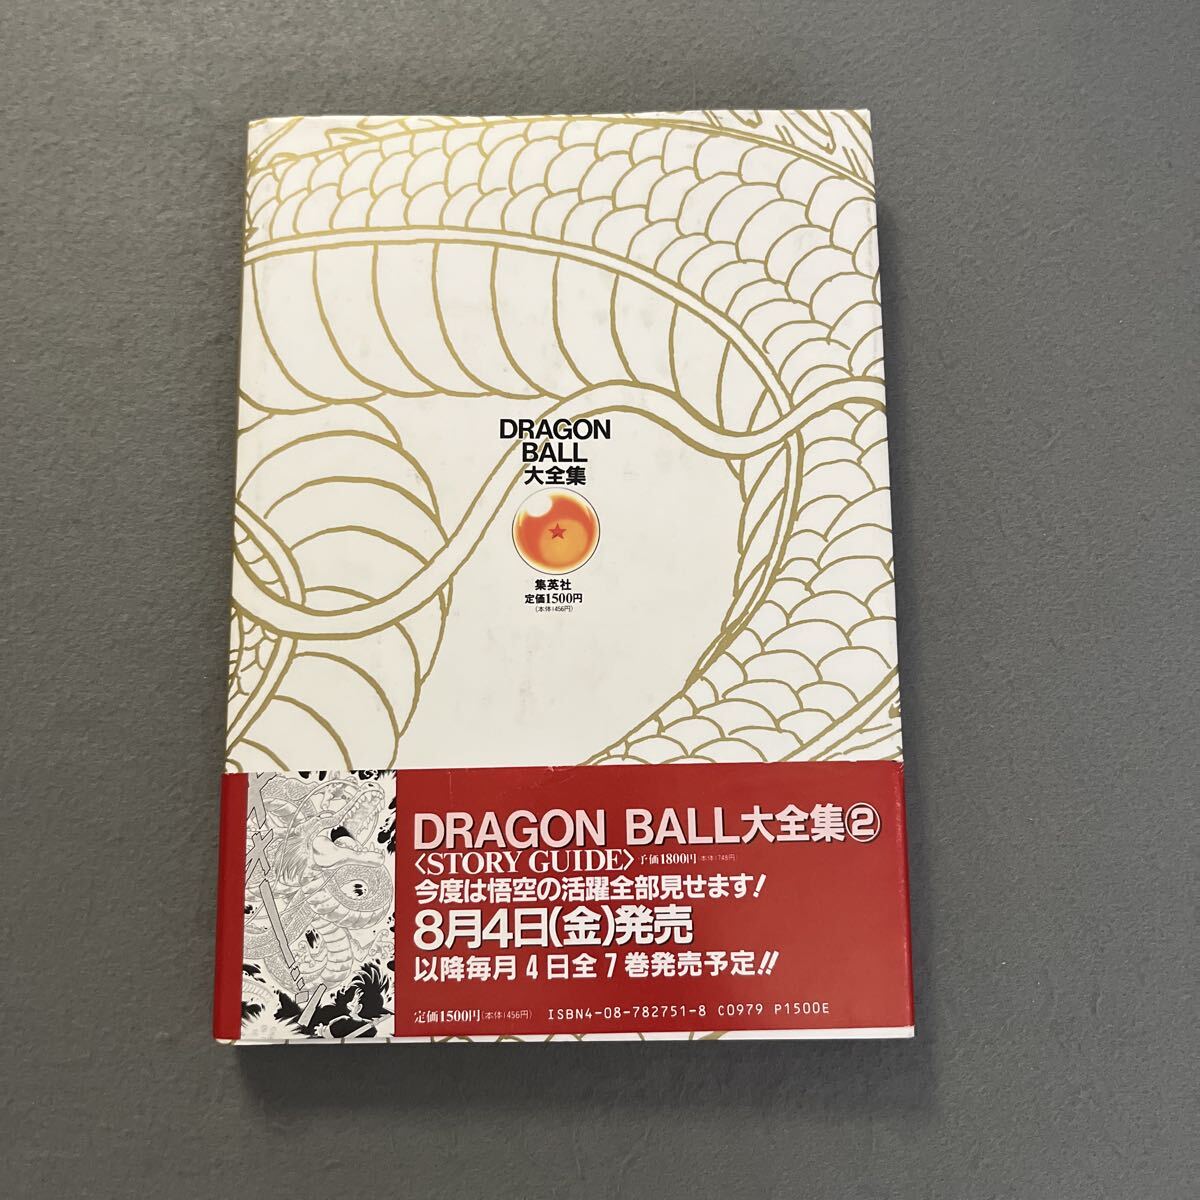 DRAGON
BALL
大全集
集英社
定価1500円
(本体1456円)
DRAGON BALL大全集②
〈STORY GUIDE〉 予価1800円(本体1748円)
今度は悟空の活躍全部見せます!
8月4日(金)発売
以降毎月4日全7巻発売予定!!
定価1500円(本体1456円) ISBN4-08-782751-8 C0979 P1500E